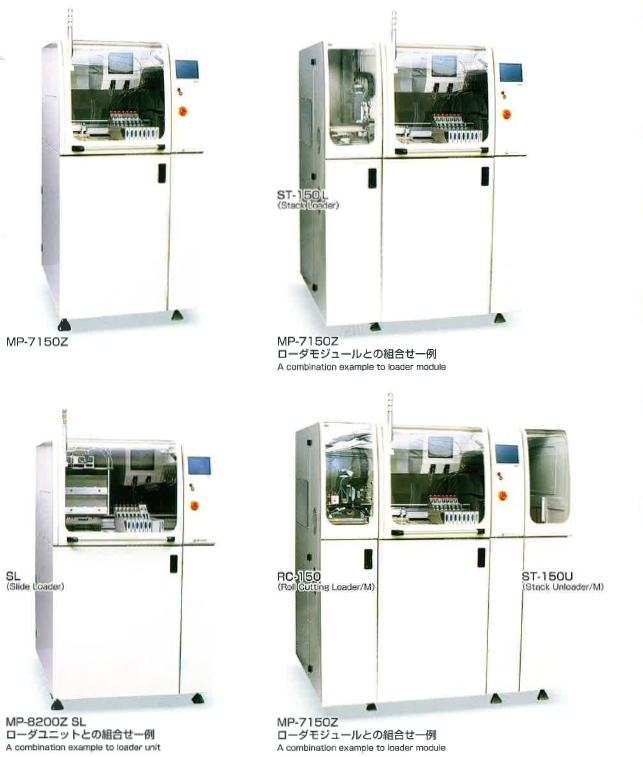 MP-7150Z
ST-150L
(Stack Loader)
MP-7150Z
ローダモジュールとの組合せ一例
A combination example to loader module
SL
(Slide Loader)
MP-8200Z SL
ローダユニットとの組合せ一例
A combination example to loader unit
RC-150
(Roll Cutting Loader/M)
ST-150U
(Stack Unloader/M)
MP-7150Z
ローダモジュールとの組合せ一例
A combination example to loader module